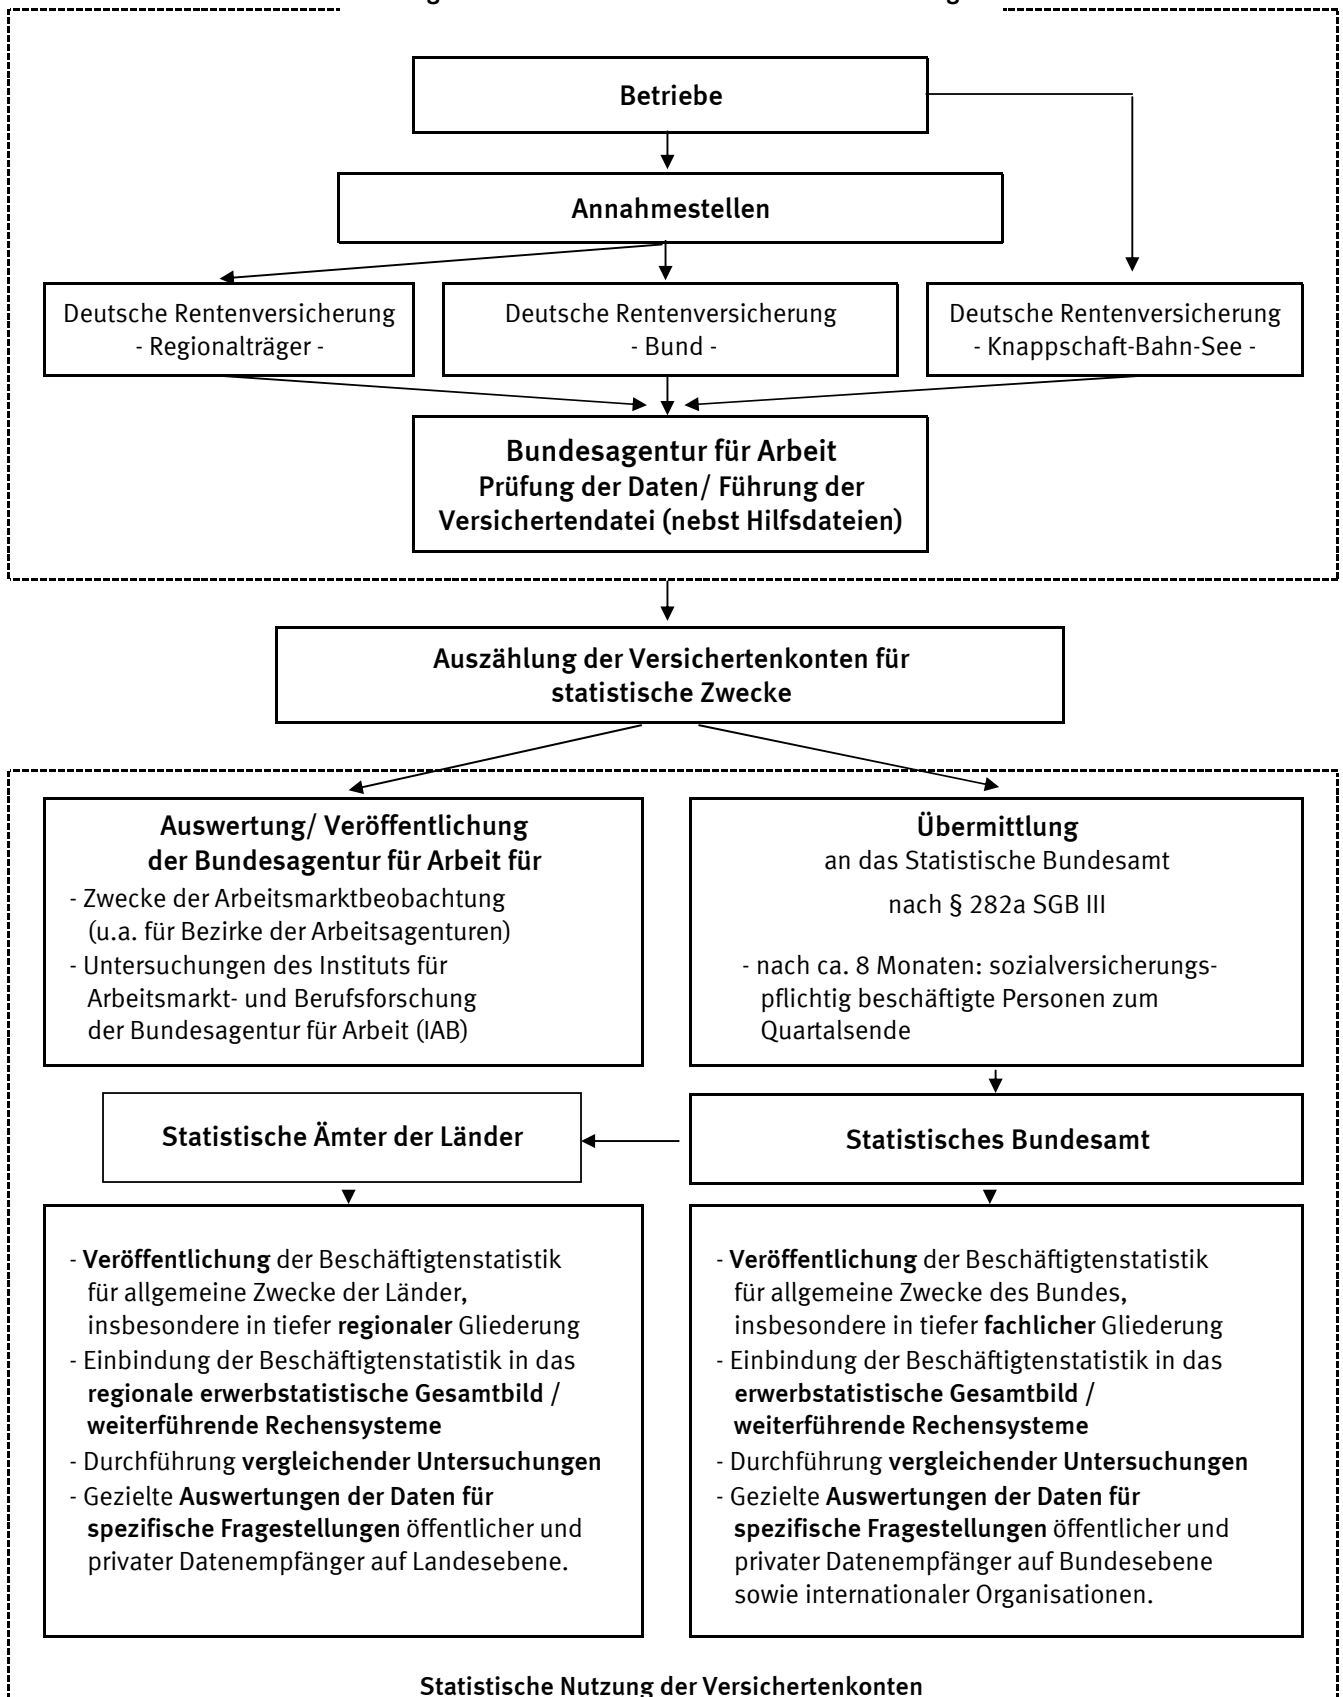 Betriebe
Annahmestellen
Deutsche Rentenversicherung
- Regionalträger -
Deutsche Rentenversicherung
- Bund -
Deutsche Rentenversicherung
- Knappschaft-Bahn-See -
Bundesagentur für Arbeit
Prüfung der Daten/ Führung der
Versichertendatei (nebst Hilfsdateien)
Auszählung der Versichertenkonten für
statistische Zwecke
Auswertung/ Veröffentlichung
der Bundesagentur für Arbeit für
- Zwecke der Arbeitsmarktbeobachtung
(u.a. für Bezirke der Arbeitsagenturen)
- Untersuchungen des Instituts für
Arbeitsmarkt- und Berufsforschung
der Bundesagentur für Arbeit (IAB)
Übermittlung
an das Statistische Bundesamt
nach § 282a SGB III
- nach ca. 8 Monaten: sozialversicherungs-
pflichtig beschäftigte Personen zum
Quartalsende
Statistische Ämter der Länder
Statistisches Bundesamt
- Veröffentlichung der Beschäftigtenstatistik
für allgemeine Zwecke der Länder,
insbesondere in tiefer regionaler Gliederung
- Einbindung der Beschäftigtenstatistik in das
regionale erwerbstatistische Gesamtbild /
weiterführende Rechensysteme
- Durchführung vergleichender Untersuchungen
- Gezielte Auswertungen der Daten für
spezifische Fragestellungen öffentlicher und
privater Datenempfänger auf Landesebene.
- Veröffentlichung der Beschäftigtenstatistik
für allgemeine Zwecke des Bundes,
insbesondere in tiefer fachlicher Gliederung
- Einbindung der Beschäftigtenstatistik in das
erwerbstatistische Gesamtbild /
weiterführende Rechensysteme
- Durchführung vergleichender Untersuchungen
- Gezielte Auswertungen der Daten für
spezifische Fragestellungen öffentlicher und
privater Datenempfänger auf Bundesebene
sowie internationaler Organisationen.
Statistische Nutzung der Versichertenkonten